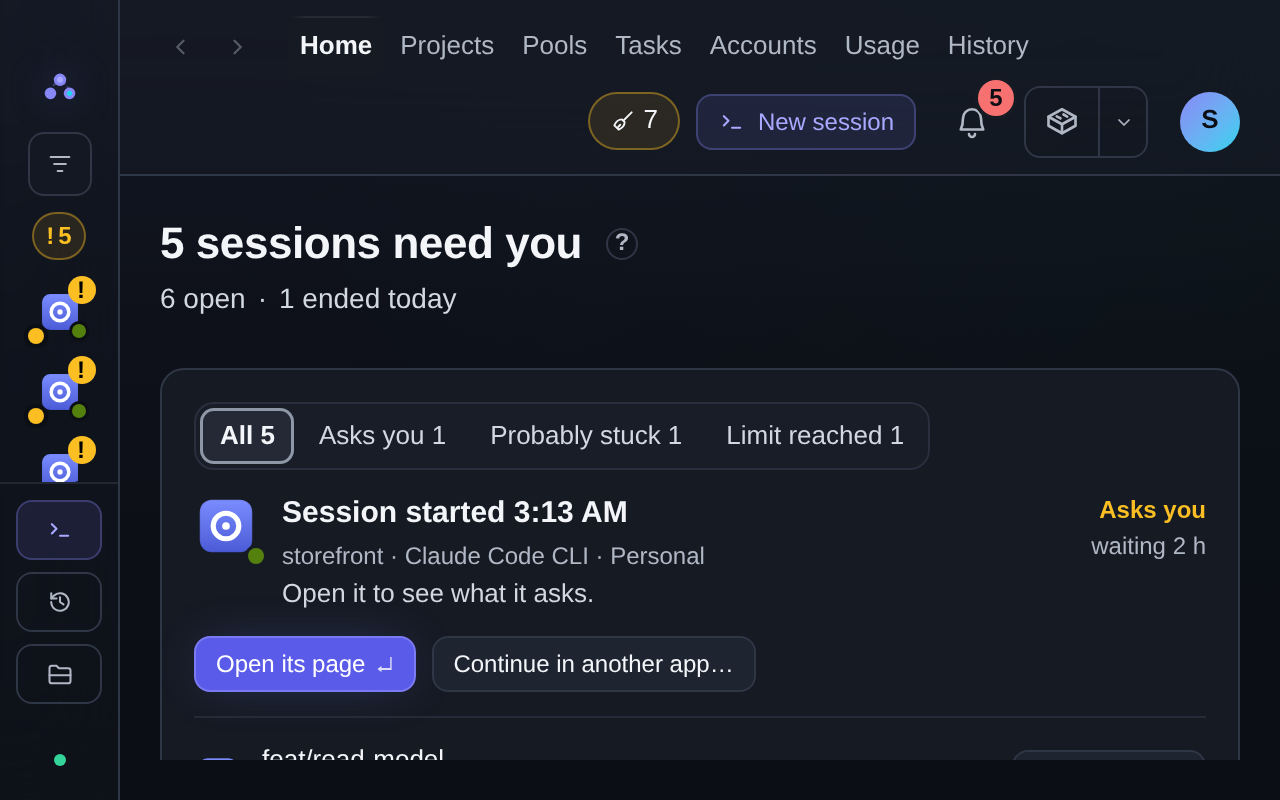 Home Projects Pools Tasks Accounts Usage History
7 New session 5 S
! 5
!
!
!
5 sessions need you ?
6 open · 1 ended today
All 5 Asks you 1 Probably stuck 1 Limit reached 1
Session started 3:13 AM Asks you
storefront · Claude Code CLI · Personal waiting 2 h
Open it to see what it asks.
Open its page Continue in another app…
feat/read model